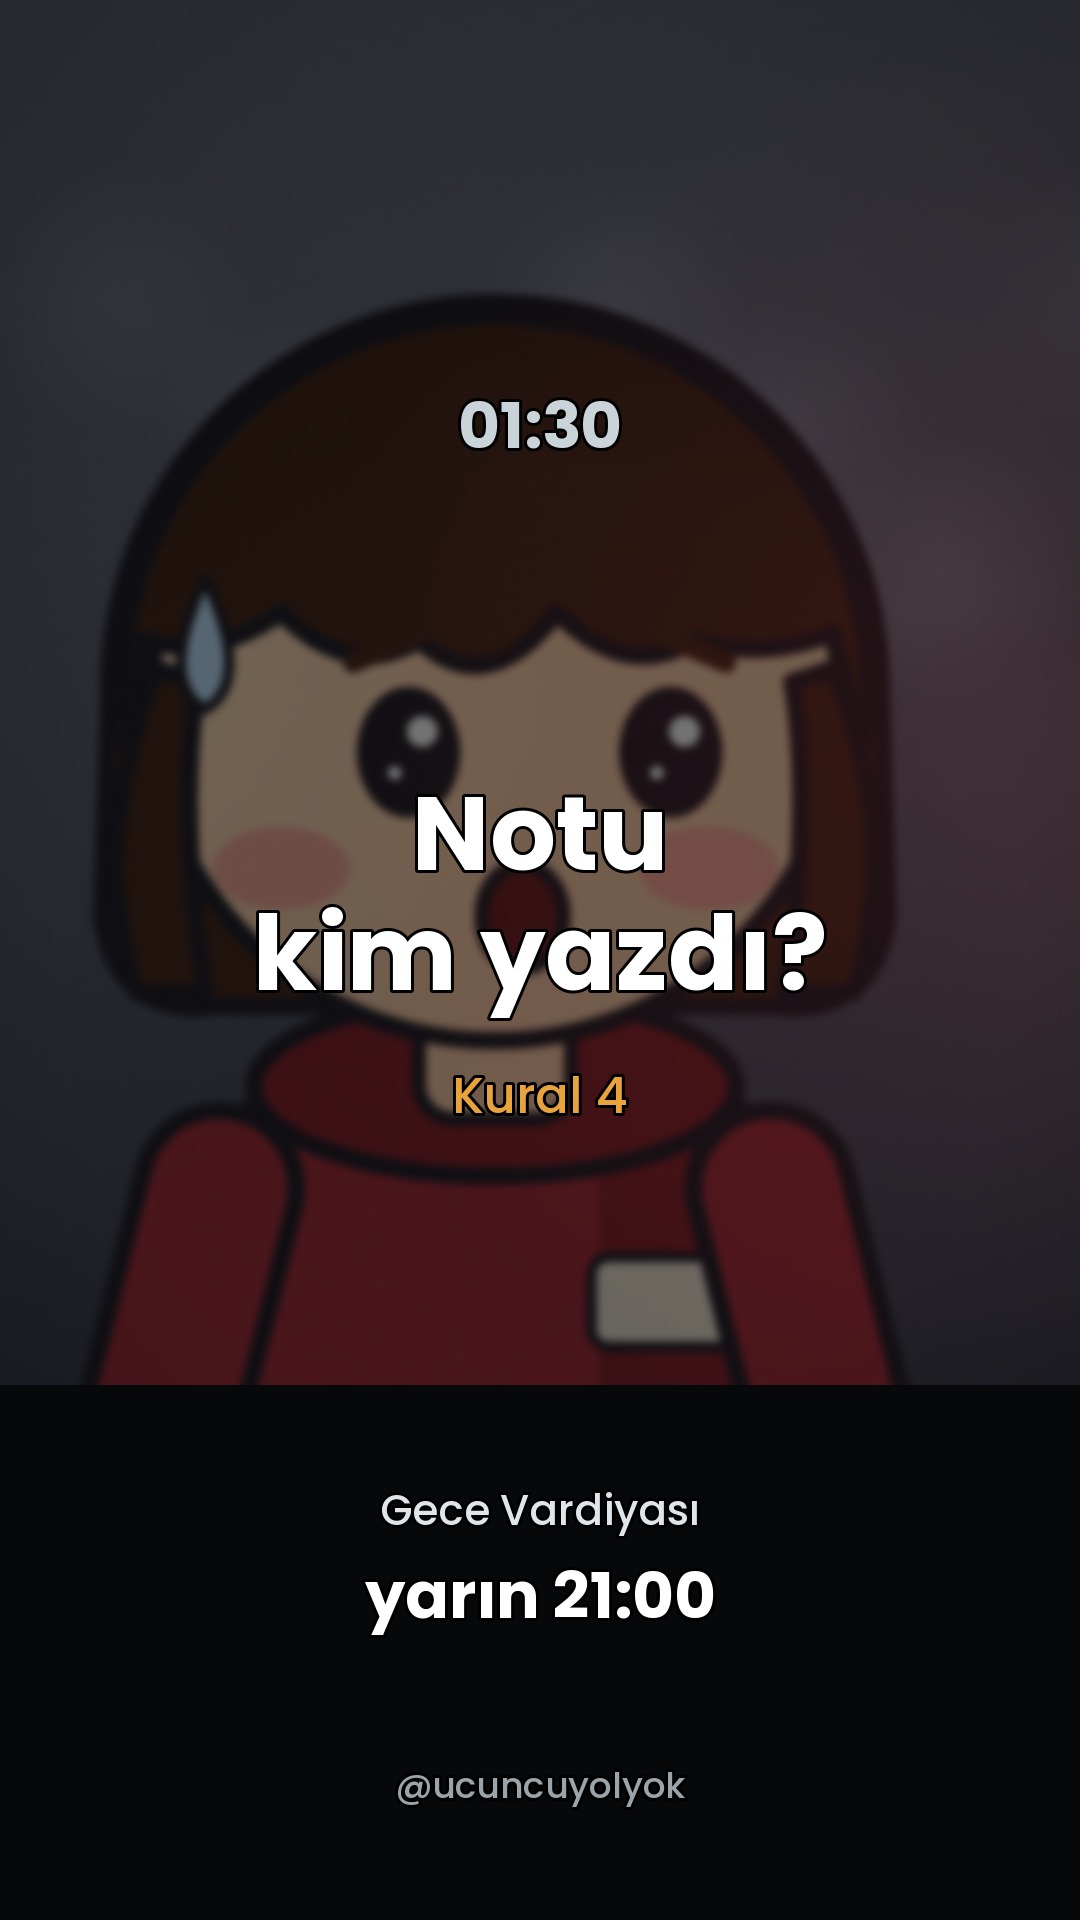 01:30
Notu
kim yazdı?
Kural 4
Gece Vardiyası
yarın 21:00
@ucuncuyolyok